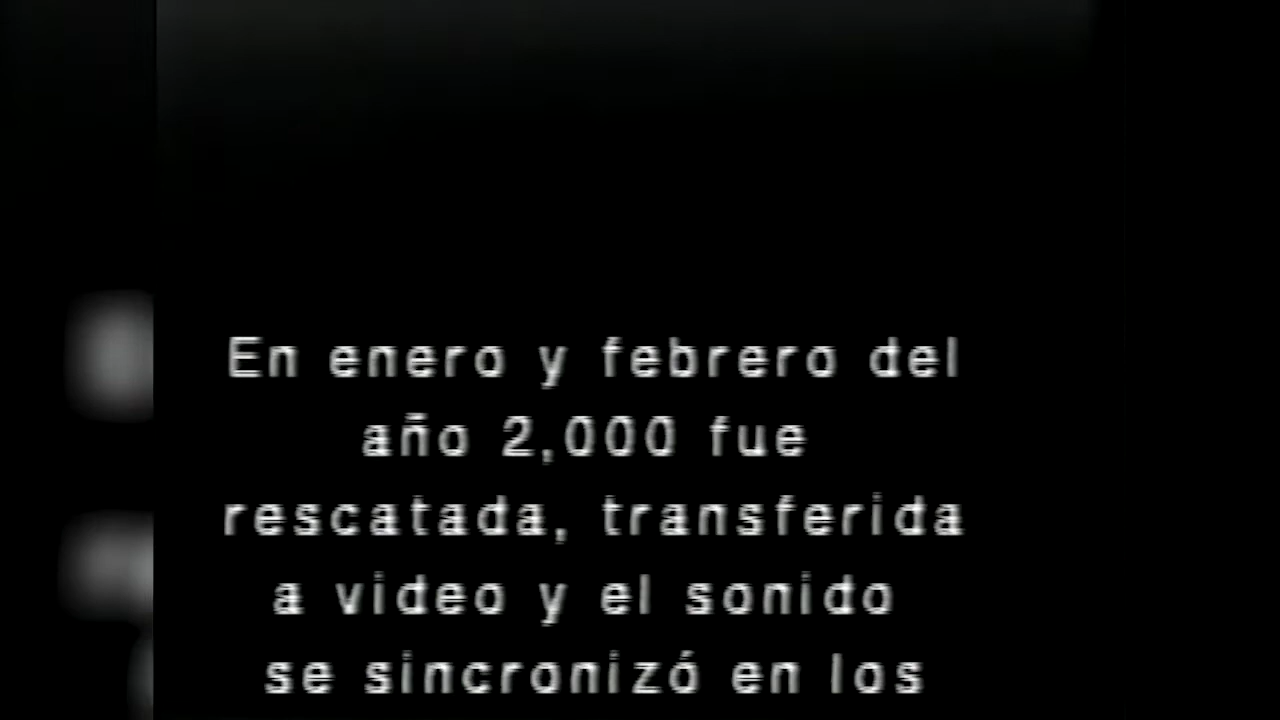 En enero y febrero del
año 2,000 fue
rescatada, transferida
a video y el sonido
se sincronizó en los